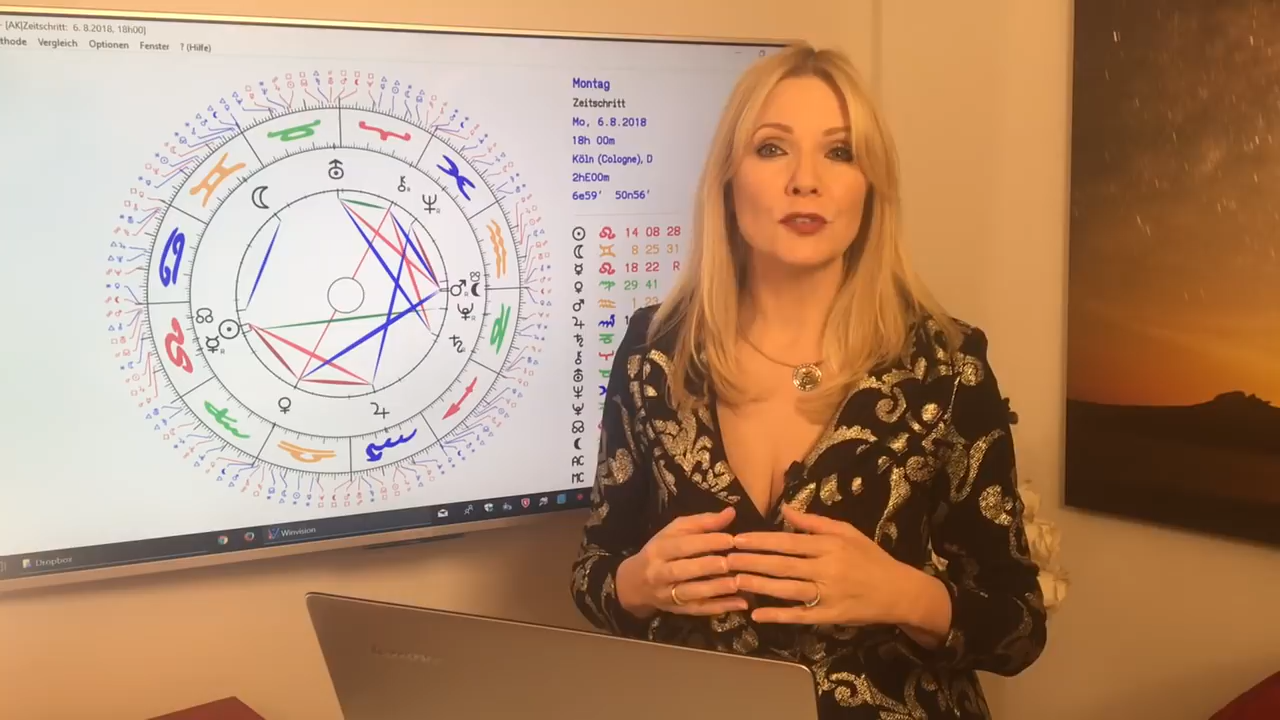 - [AK]Zeitschritt: 6. 8.2018, 18h00]
thode Vergleich Optionen Fenster ? (Hilfe)
Montag
Zeitschritt
Mo, 6.8.2018
18h 00m
Köln (Cologne), D
2hE00m
6e59' 50n56'
14 08 28
8 25 31
18 22 R
29 41
1 23
AC
MC
Winvision
Dropbox